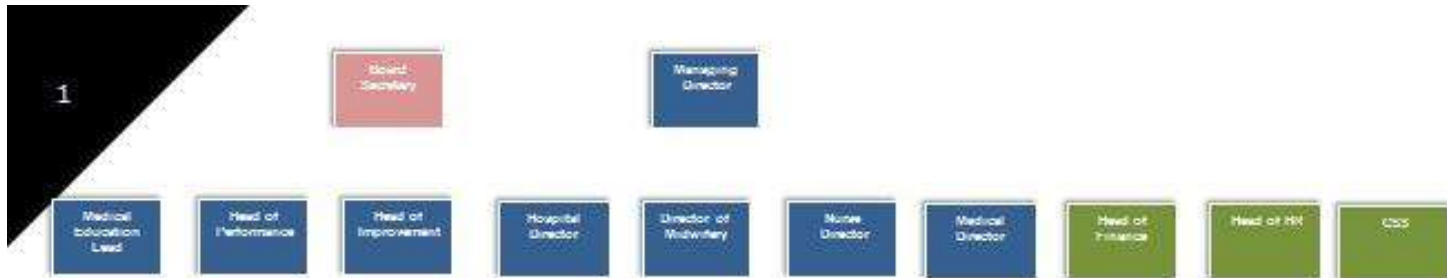 1
Board
Secretary
Managing
Director
Medical
Education
Lead
Head of
Performance
Head of
Improvement
Hospital
Director
Director of
Midwifery
Nurse
Director
Medical
Director
Head of
Finance
Head of HR
CSS